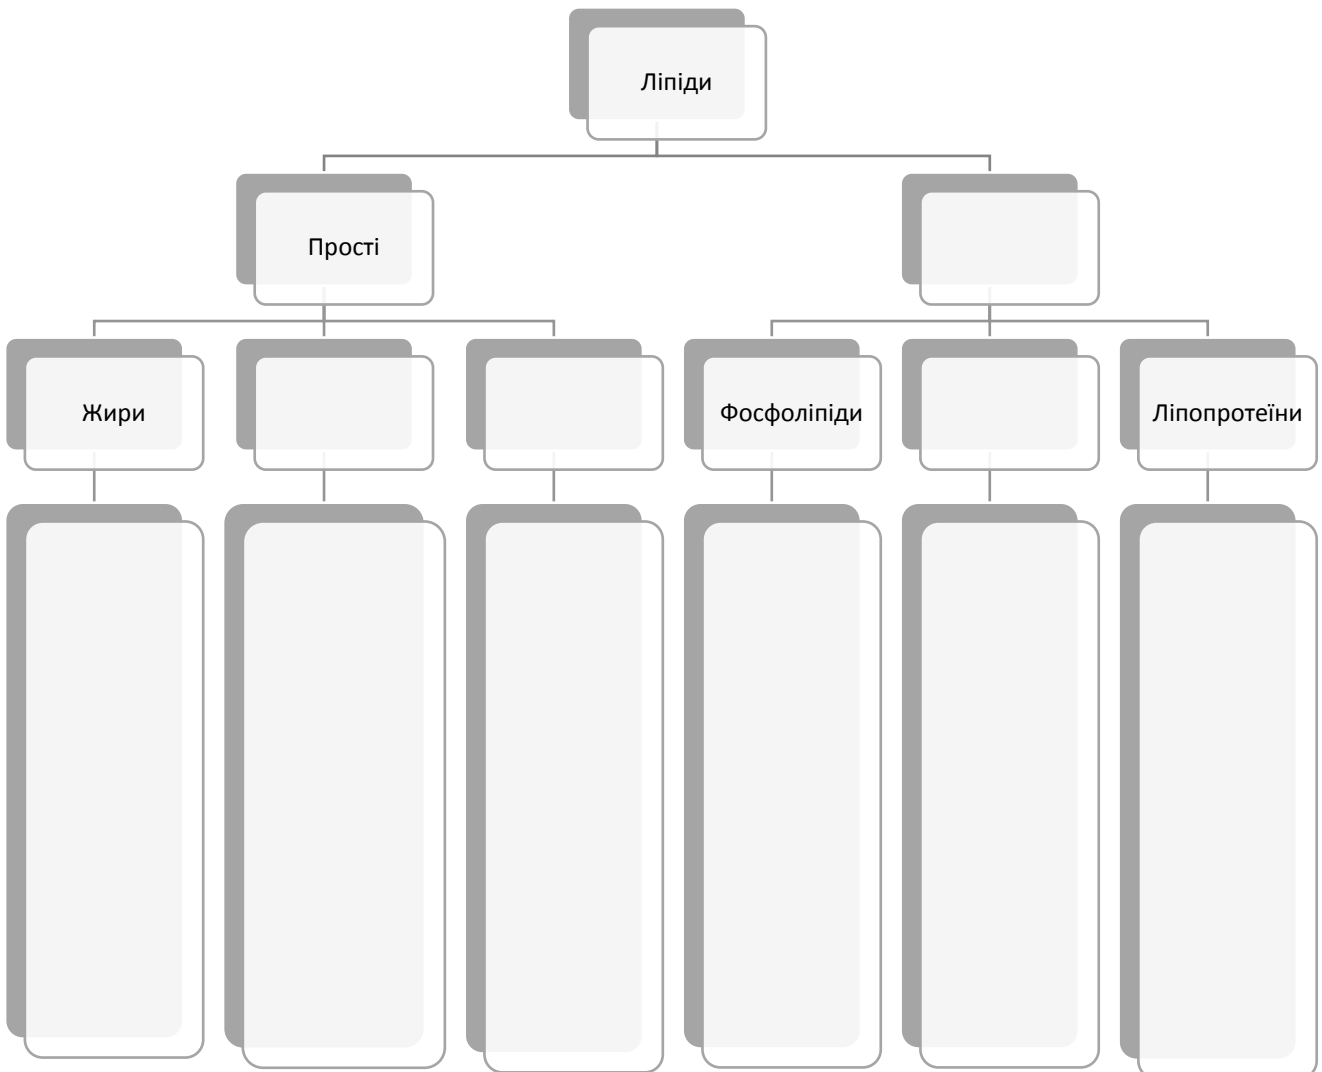 Ліпіди
Прості
Жири
Фосфоліпіди
Ліпопротеїни